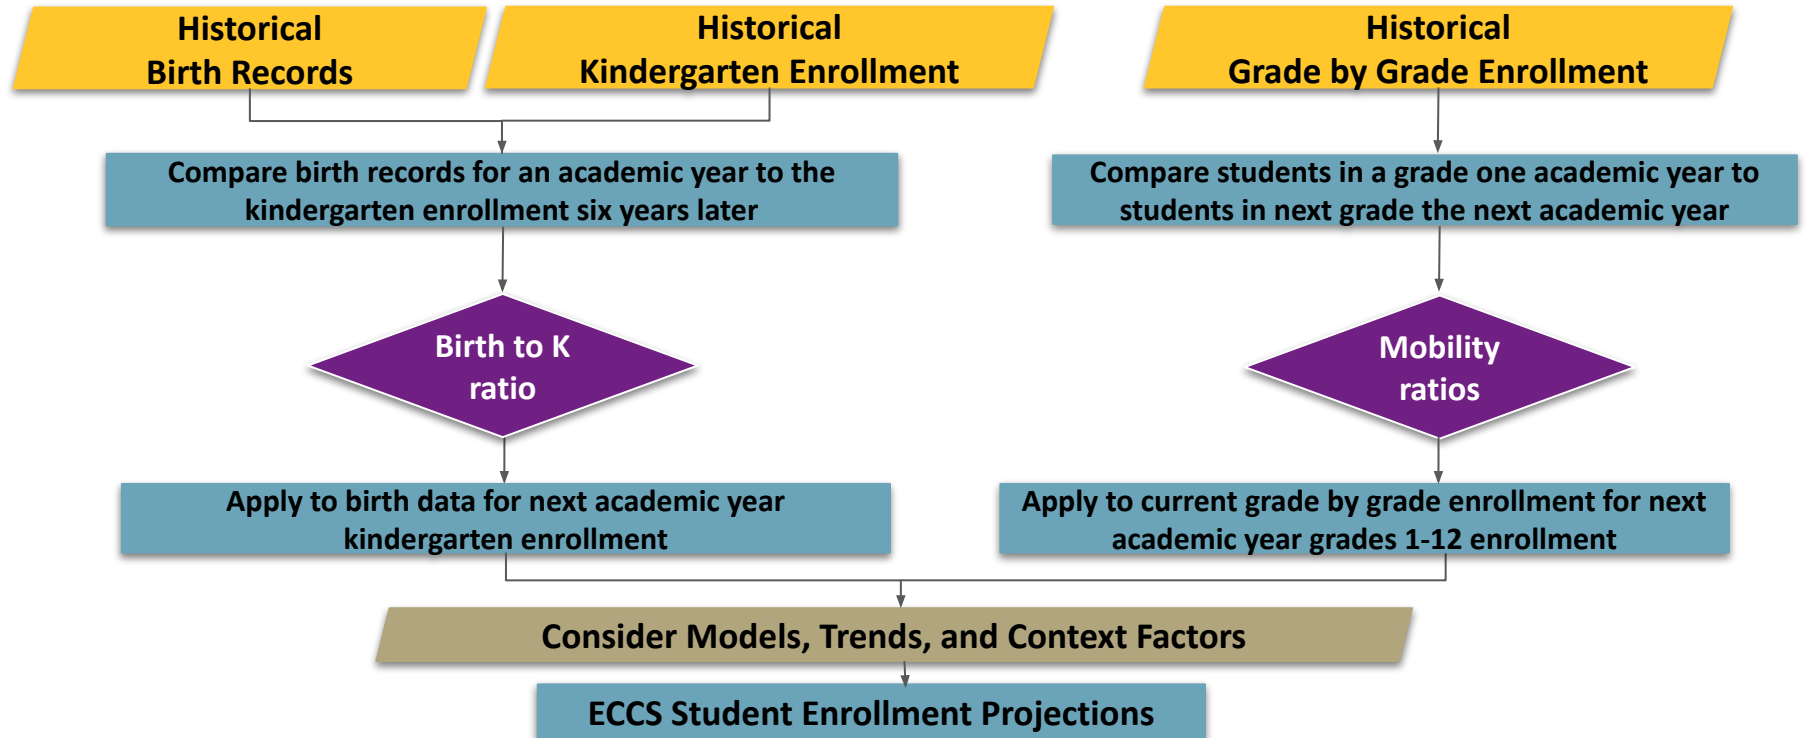 Historical
Birth Records
Historical
Kindergarten Enrollment
Historical
Grade by Grade Enrollment
Compare birth records for an academic year to the
kindergarten enrollment six years later
Compare students in a grade one academic year to
students in next grade the next academic year
Birth to K
ratio
Mobility
ratios
Apply to birth data for next academic year
kindergarten enrollment
Apply to current grade by grade enrollment for next
academic year grades 1-12 enrollment
Consider Models, Trends, and Context Factors
ECCS Student Enrollment Projections